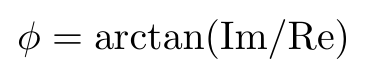 ϕ = arctan(Im/Re)